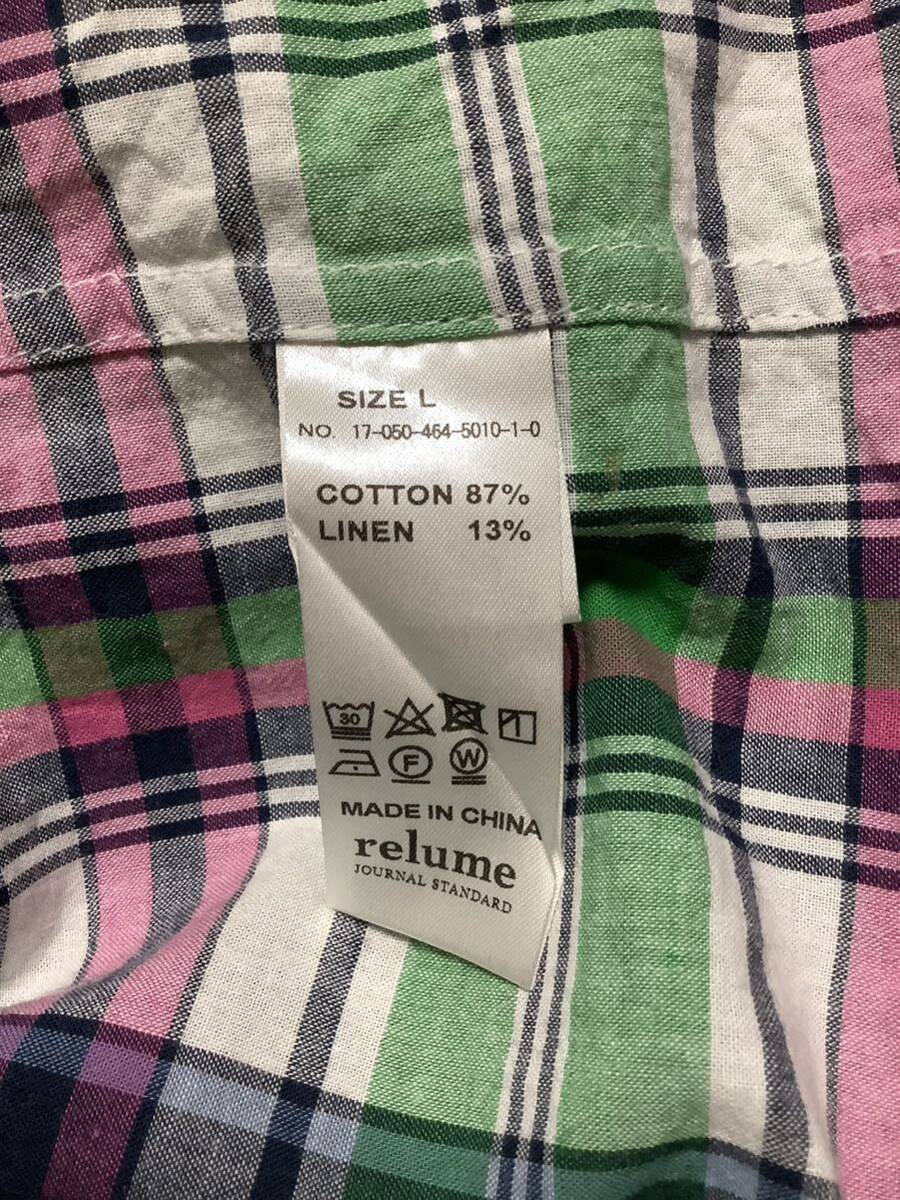 SIZE L
NO. 17-050-464-5010-1-0
COTTON 87%
LINEN 13%
30
F W
MADE IN CHINA
relume
JOURNAL STANDARD